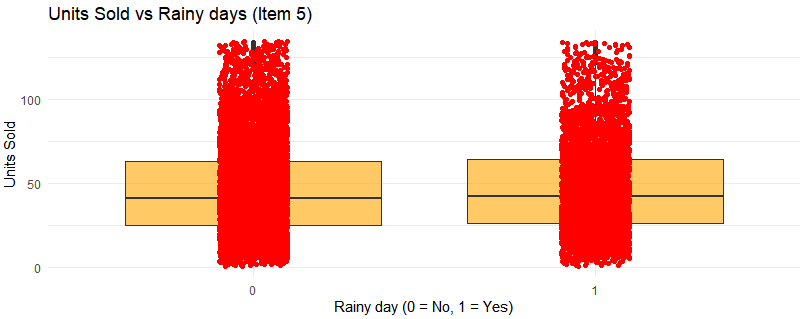 Units Sold vs Rainy days (Item 5)
Units Sold
100
50
0
0
1
Rainy day (0 = No, 1 = Yes)